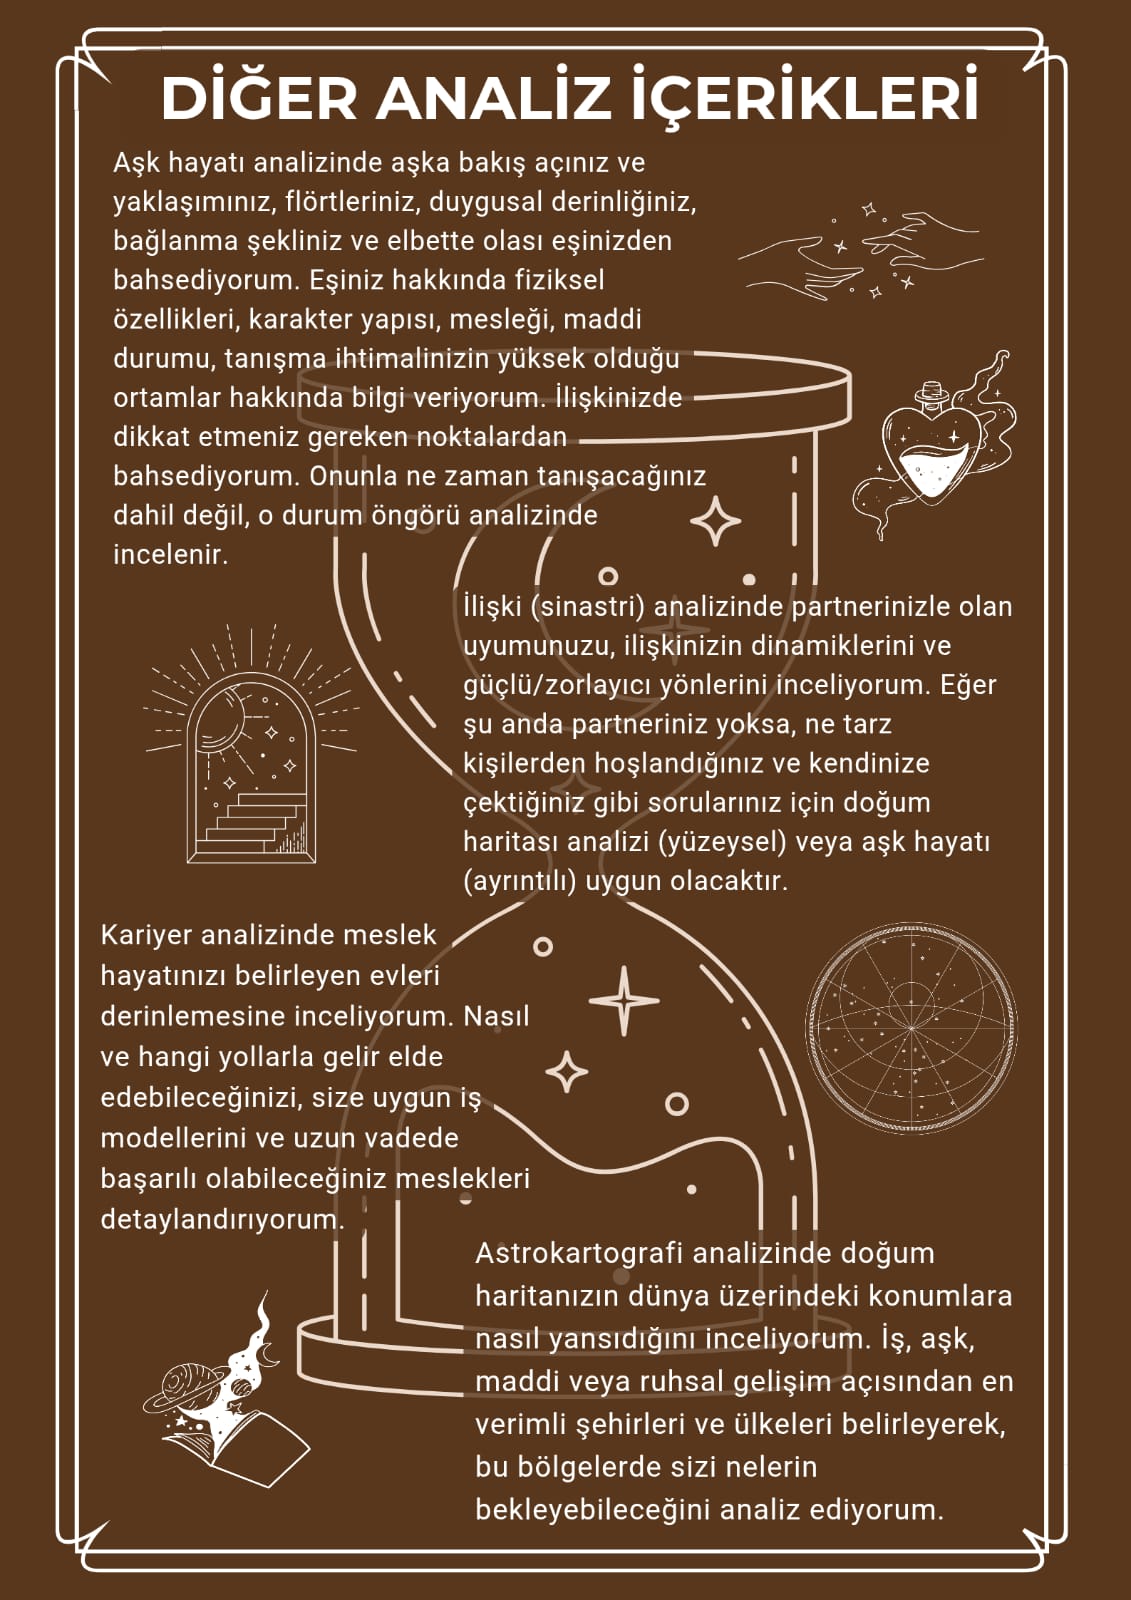 DİĞER ANALİZ İÇERİKLERİ
Aşk hayatı analizinde aşka bakış açınız ve
yaklaşımınız, flörtleriniz, duygusal derinliğiniz,
bağlanma şekliniz ve elbette olası eşinizden
bahsediyorum. Eşiniz hakkında fiziksel
özellikleri, karakter yapısı, mesleği, maddi
durumu, tanışma ihtimalinizin yüksek olduğu
ortamlar hakkında bilgi veriyorum. İlişkinizde
dikkat etmeniz gereken noktalardan
bahsediyorum. Onunla ne zaman tanışacağınız
dahil değil, o durum öngörü analizinde
incelenir.
İlişki (sinastri) analizinde partnerinizle olan
uyumunuzu, ilişkinizin dinamiklerini ve
güçlü/zorlayıcı yönlerini inceliyorum. Eğer
şu anda partneriniz yoksa, ne tarz
kişilerden hoşlandığınız ve kendinize
çektiğiniz gibi sorularınız için doğum
haritası analizi (yüzeysel) veya aşk hayatı
(ayrıntılı) uygun olacaktır.
Kariyer analizinde meslek
hayatınızı belirleyen evleri
derinlemesine inceliyorum. Nasıl
ve hangi yollarla gelir elde
edebileceğinizi, size uygun iş
modellerini ve uzun vadede
başarılı olabileceğiniz meslekleri
detaylandırıyorum.
Astrokartografi analizinde doğum
haritanızın dünya üzerindeki konumlara
nasıl yansıdığını inceliyorum. İş, aşk,
maddi veya ruhsal gelişim açısından en
verimli şehirleri ve ülkeleri belirleyerek,
bu bölgelerde sizi nelerin
bekleyebileceğini analiz ediyorum.